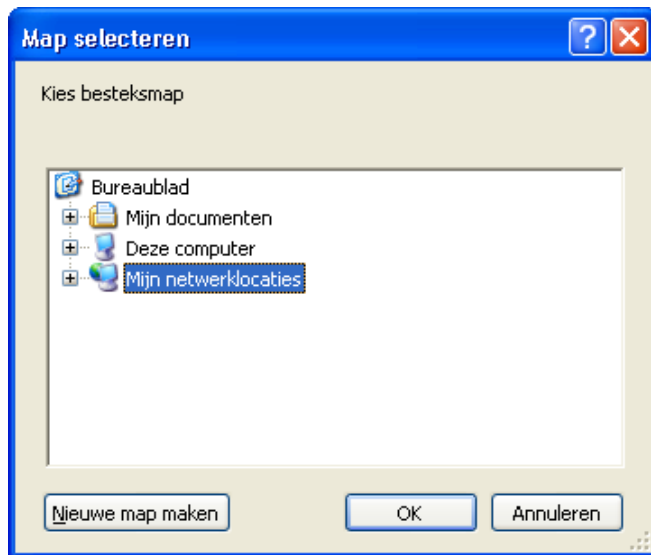 Map selecteren
Kies besteksmap
Bureaublad
Mijn documenten
Deze computer
Mijn netwerklocaties
Nieuwe map maken OK Annuleren